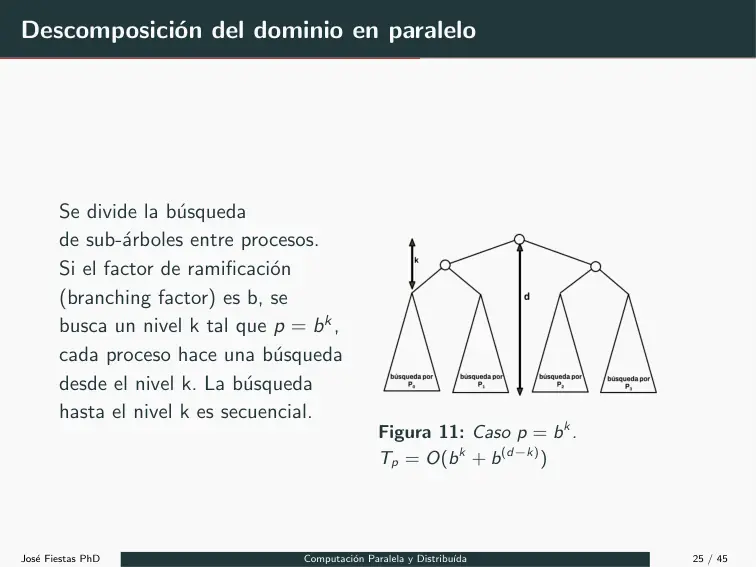 Descomposición del dominio en paralelo
Se divide la búsqueda
de sub-árboles entre procesos.
Si el factor de ramificación
(branching factor) es b, se
busca un nivel k tal que p = b^k,
cada proceso hace una búsqueda
desde el nivel k. La búsqueda
hasta el nivel k es secuencial.
k
d
búsqueda por
P₀
búsqueda por
P₁
búsqueda por
P₂
búsqueda por
P₃
Figura 11: Caso p = b^k.
Tₚ = O(b^k + b^(d−k))
José Fiestas PhD
Computación Paralela y Distribuída
25 / 45